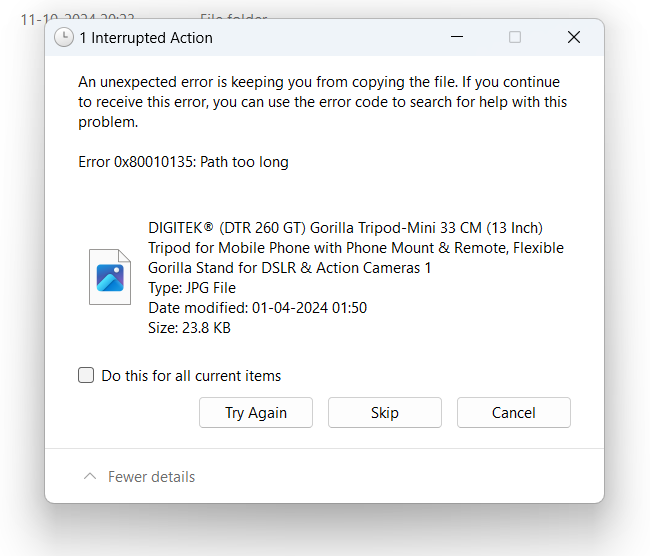 11-10-2024 20:23 File folder
1 Interrupted Action
An unexpected error is keeping you from copying the file. If you continue
to receive this error, you can use the error code to search for help with this
problem.
Error 0x80010135: Path too long
DIGITEK® (DTR 260 GT) Gorilla Tripod-Mini 33 CM (13 Inch)
Tripod for Mobile Phone with Phone Mount & Remote, Flexible
Gorilla Stand for DSLR & Action Cameras 1
Type: JPG File
Date modified: 01-04-2024 01:50
Size: 23.8 KB
Do this for all current items
Try Again
Skip
Cancel
Fewer details